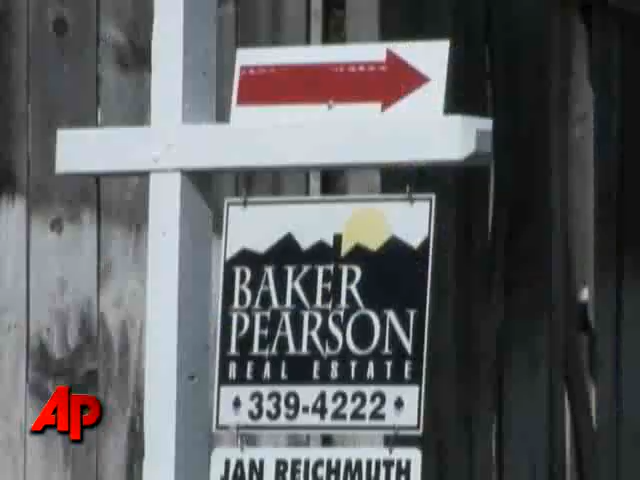 BAKER
PEARSON
REAL ESTATE
339-4222
JAN REICHMUTH
AP